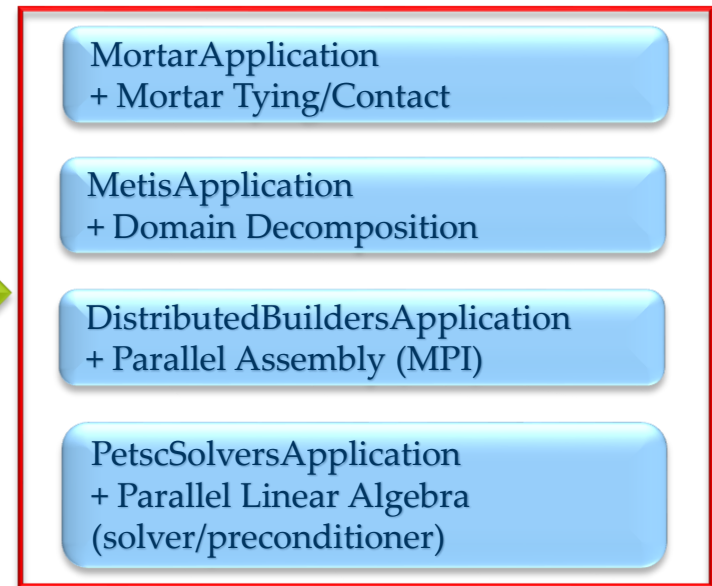 MortarApplication
+ Mortar Tying/Contact
MetisApplication
+ Domain Decomposition
DistributedBuildersApplication
+ Parallel Assembly (MPI)
PetscSolversApplication
+ Parallel Linear Algebra
(solver/preconditioner)